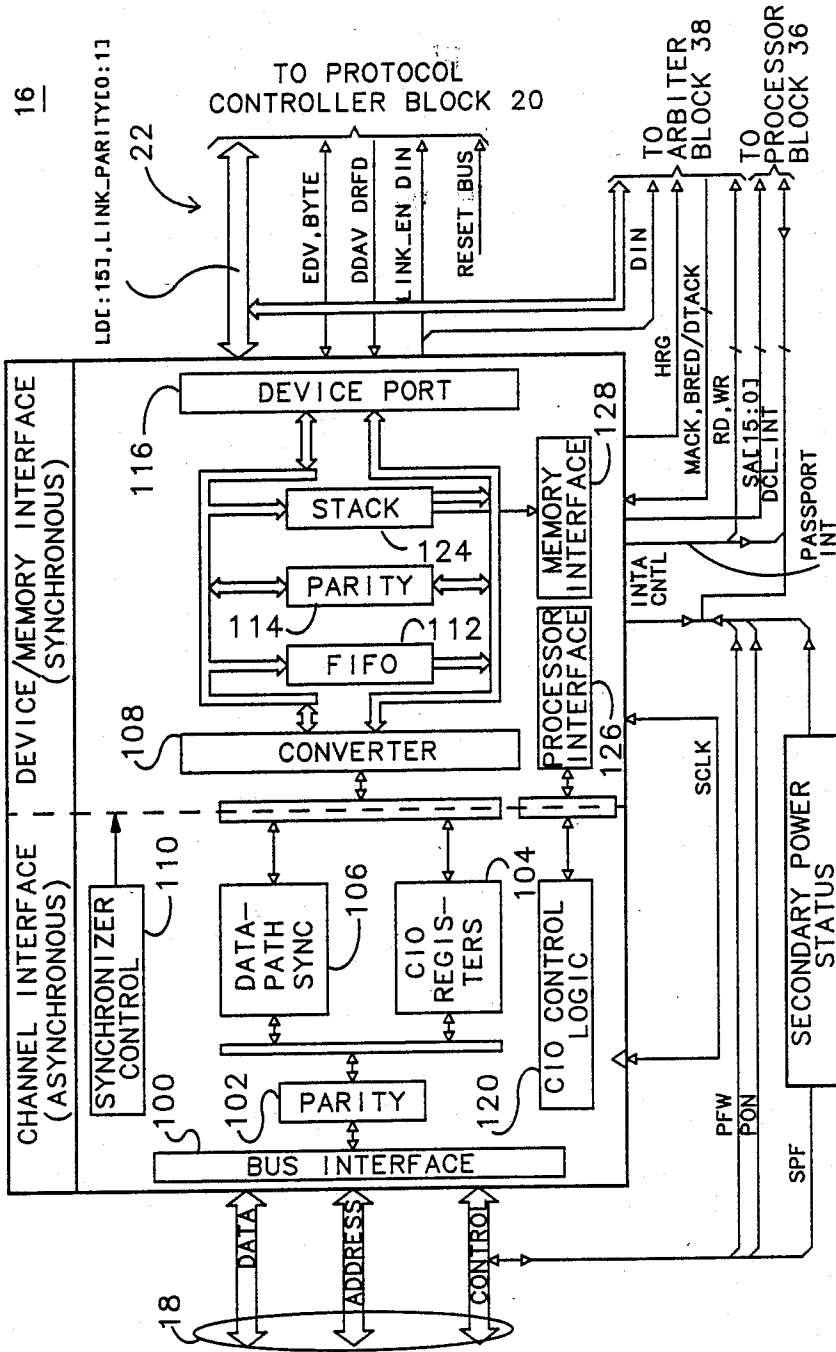 16
CHANNEL INTERFACE
(ASYNCHRONOUS)
DEVICE/MEMORY INTERFACE
(SYNCHRONOUS)
LD[:15],LINK_PARITY[0:1]
22
TO PROTOCOL
CONTROLLER BLOCK 20
SYNCHRONIZER
CONTROL
110
108
116
100
102
BUS INTERFACE
PARITY
DATA-
PATH
SYNC
106
CIO
REGIS-
TERS
104
CIO CONTROL
LOGIC
120
CONVERTER
FIFO
112
PARITY
114
STACK
124
DEVICE PORT
PROCESSOR
INTERFACE
126
MEMORY
INTERFACE
128
EDV,BYTE
DDAV DRFD
LINK_EN DIN
RESET BUS
18
DATA
ADDRESS
CONTROL
DIN
HRG
MACK,BRED/DTACK
RD,WR
SA[15:0]
DCL_INT
TO
ARBITER
BLOCK 38
TO
PROCESSOR
BLOCK 36
INTA
CNTL
PASSPORT
INT
SCLK
PFW
PON
SPF
SECONDARY POWER
STATUS